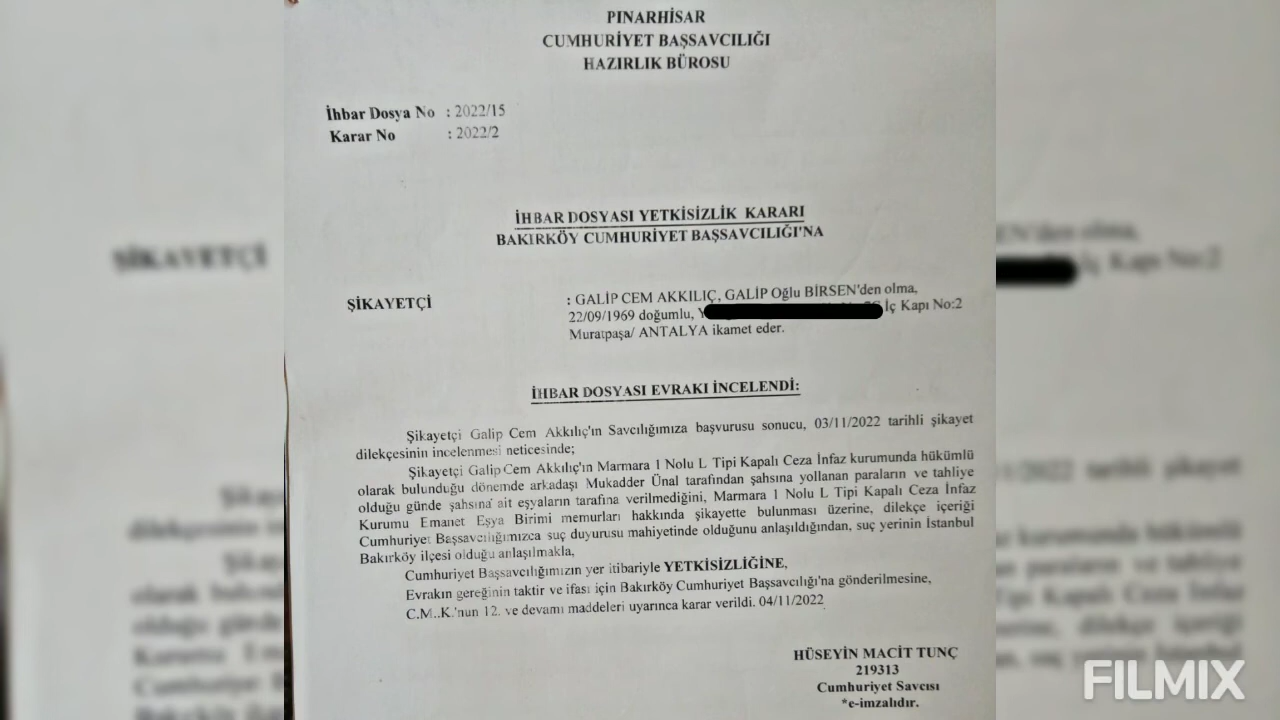 PINARHİSAR
CUMHURİYET BAŞSAVCILIĞI
HAZIRLIK BÜROSU
İhbar Dosya No : 2022/15
Karar No : 2022/2
İHBAR DOSYASI YETKİSİZLİK KARARI
BAKIRKÖY CUMHURİYET BAŞSAVCILIĞI'NA
ŞİKAYETÇİ : GALİP CEM AKKILIÇ, GALİP Oğlu BİRSEN'den olma,
22/09/1969 doğumlu, İç Kapı No:2
Muratpaşa/ ANTALYA ikamet eder.
İHBAR DOSYASI EVRAKI İNCELENDİ:
Şikayetçi Galip Cem Akkılıç'ın Savcılığımıza başvurusu sonucu, 03/11/2022 tarihli şikayet
dilekçesinin incelenmesi neticesinde;
Şikayetçi Galip Cem Akkılıç'ın Marmara 1 Nolu L Tipi Kapalı Ceza İnfaz kurumunda hükümlü
olarak bulunduğu dönemde arkadaşı Mukadder Ünal tarafından şahsına yollanan paraların ve tahliye
olduğu günde şahsına ait eşyaların tarafına verilmediğini, Marmara 1 Nolu L Tipi Kapalı Ceza İnfaz
Kurumu Emanet Eşya Birimi memurları hakkında şikayette bulunması üzerine, dilekçe içeriği
Cumhuriyet Başsavcılığımızca suç duyurusu mahiyetinde olduğunu anlaşıldığından, suç yerinin İstanbul
Bakırköy ilçesi olduğu anlaşılmakla,
Cumhuriyet Başsavcılığımızın yer itibariyle YETKİSİZLİĞİNE,
Evrakın gereğinin taktir ve ifası için Bakırköy Cumhuriyet Başsavcılığı'na gönderilmesine,
C.M..K.'nun 12. ve devamı maddeleri uyarınca karar verildi. 04/11/2022
HÜSEYİN MACİT TUNÇ
219313
Cumhuriyet Savcısı
*e-imzalıdır.
FILMIX